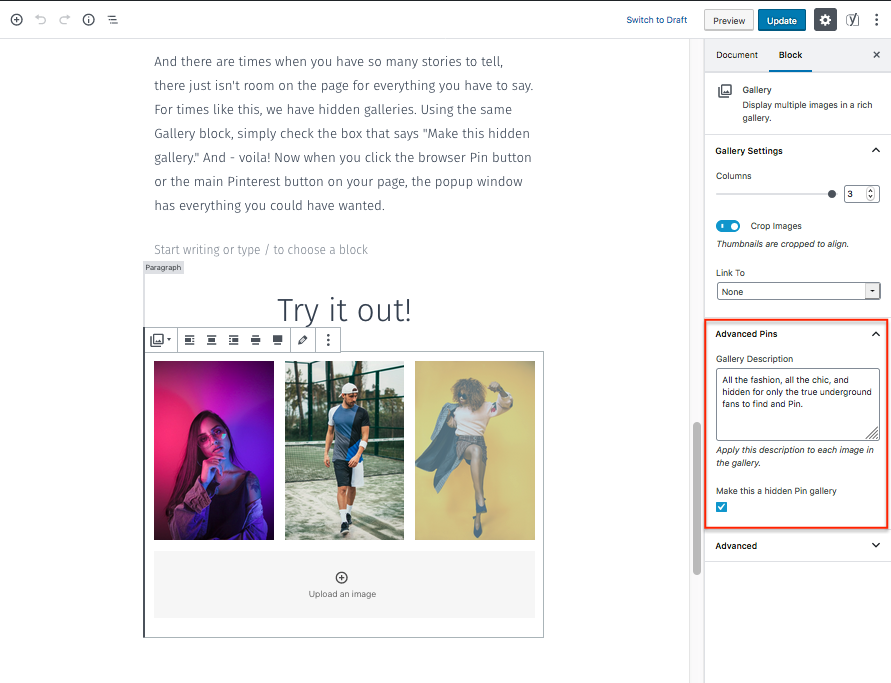 Switch to Draft
Preview
Update
And there are times when you have so many stories to tell,
there just isn't room on the page for everything you have to say.
For times like this, we have hidden galleries. Using the same
Gallery block, simply check the box that says "Make this hidden
gallery." And - voila! Now when you click the browser Pin button
or the main Pinterest button on your page, the popup window
has everything you could have wanted.
Start writing or type / to choose a block
Paragraph
Try it out!
Upload an image
Document
Block
Gallery
Display multiple images in a rich
gallery.
Gallery Settings
Columns
3
Crop Images
Thumbnails are cropped to align.
Link To
None
Advanced Pins
Gallery Description
All the fashion, all the chic, and
hidden for only the true underground
fans to find and Pin.
Apply this description to each image in
the gallery.
Make this a hidden Pin gallery
Advanced